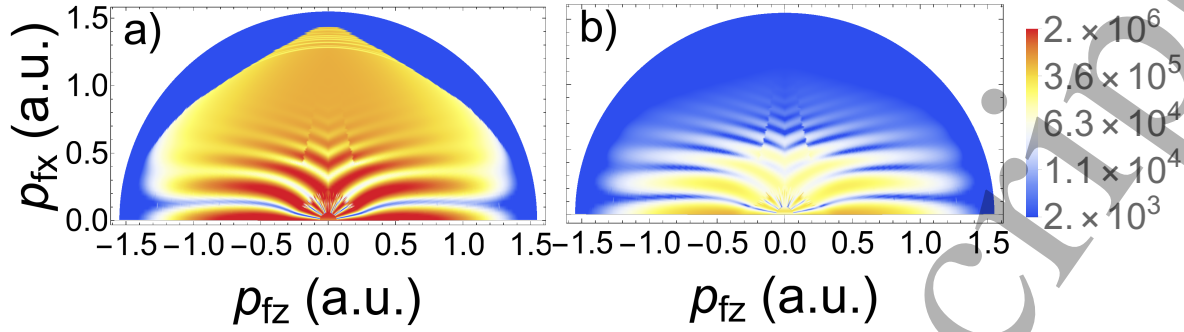 a)
b)
p_fx (a.u.)
1.5
1.0
0.5
0.0
−1.5 −1.0 −0.5 0.0 0.5 1.0 1.5
−1.5 −1.0 −0.5 0.0 0.5 1.0 1.5
p_fz (a.u.)
p_fz (a.u.)
2. × 10^6
3.6 × 10^5
6.3 × 10^4
1.1 × 10^4
2. × 10^3
crip